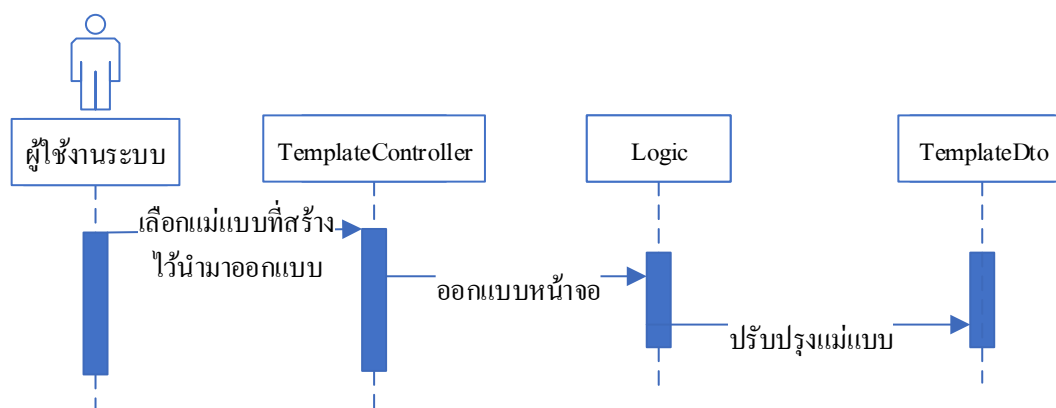 ผู้ใช้งานระบบ
TemplateController
Logic
TemplateDto
เลือกแม่แบบที่สร้าง
ไว้นำมาออกแบบ
ออกแบบหน้าจอ
ปรับปรุงแม่แบบ